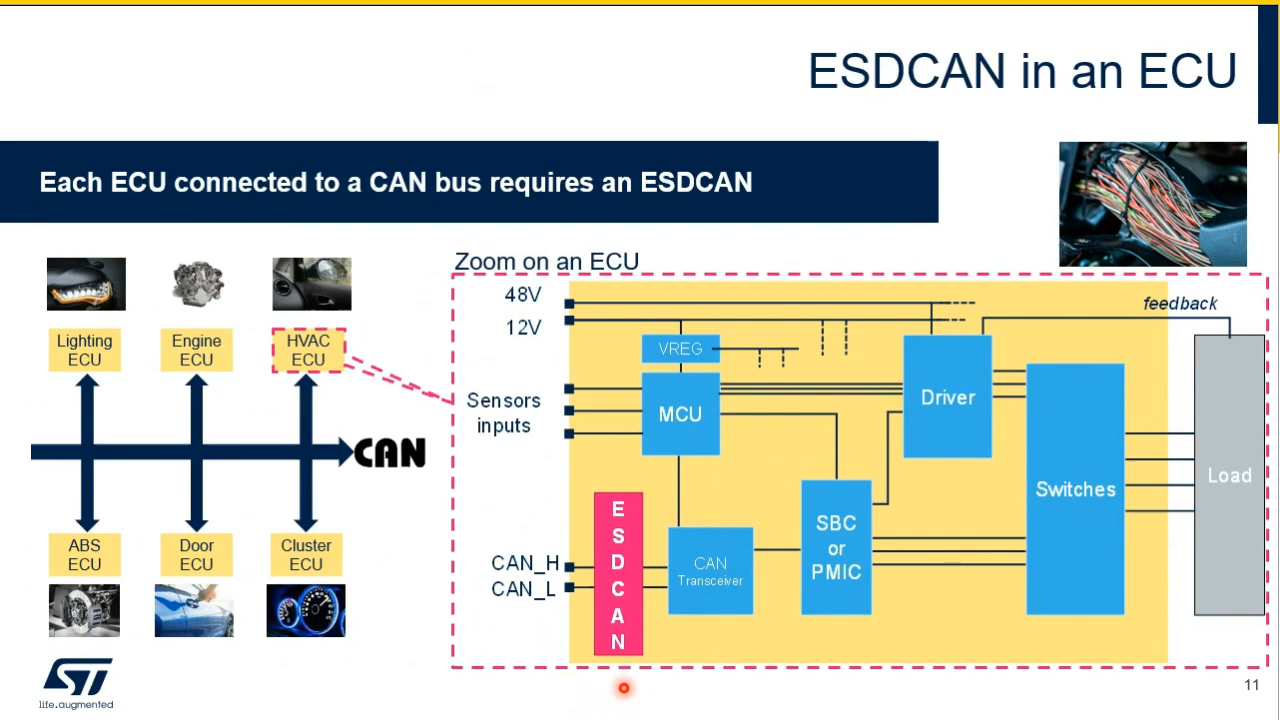 ESDCAN in an ECU
Each ECU connected to a CAN bus requires an ESDCAN
Lighting
ECU
Engine
ECU
HVAC
ECU
CAN
ABS
ECU
Door
ECU
Cluster
ECU
Zoom on an ECU
48V
12V
feedback
VREG
MCU
Sensors
inputs
Driver
Switches
Load
SBC
or
PMIC
E
S
D
C
A
N
CAN_H
CAN_L
CAN
Transceiver
ST
life.augmented
11